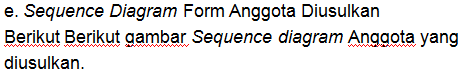 e. Sequence Diagram Form Anggota Diusulkan
Berikut Berikut gambar Sequence diagram Anggota yang
diusulkan.